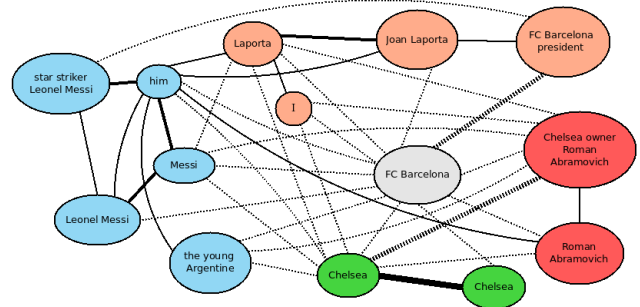 Laporta
Joan Laporta
FC Barcelona
president
star striker
Leonel Messi
him
I
Chelsea owner
Roman
Abramovich
Messi
FC Barcelona
Leonel Messi
the young
Argentine
Chelsea
Chelsea
Roman
Abramovich